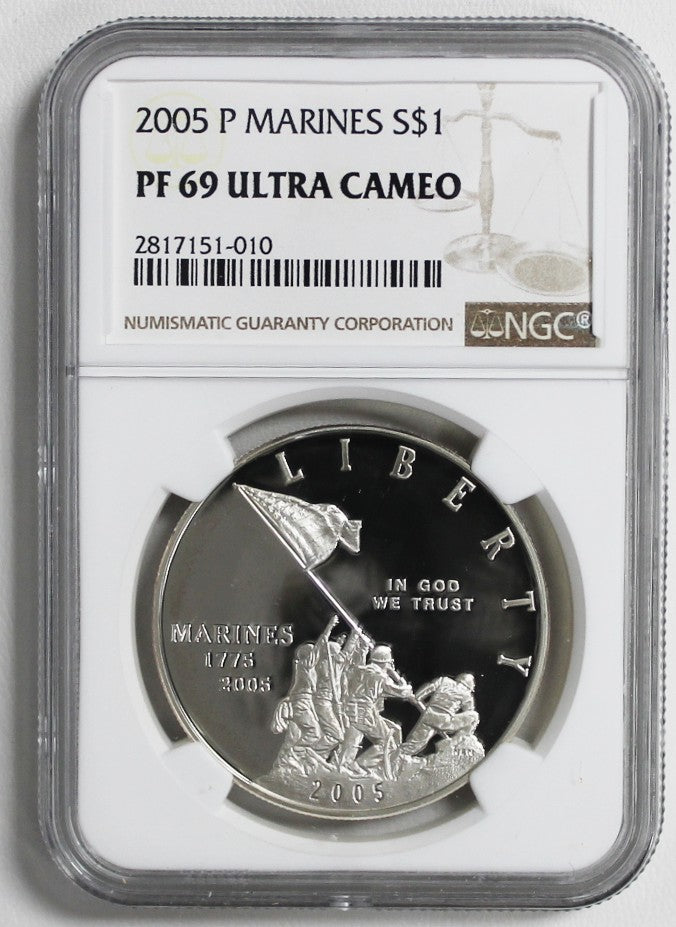 2005 P MARINES S$1
PF 69 ULTRA CAMEO
2817151-010
NUMISMATIC GUARANTY CORPORATION
NGC®
LIBERTY
IN GOD
WE TRUST
MARINES
1775
2005
2005